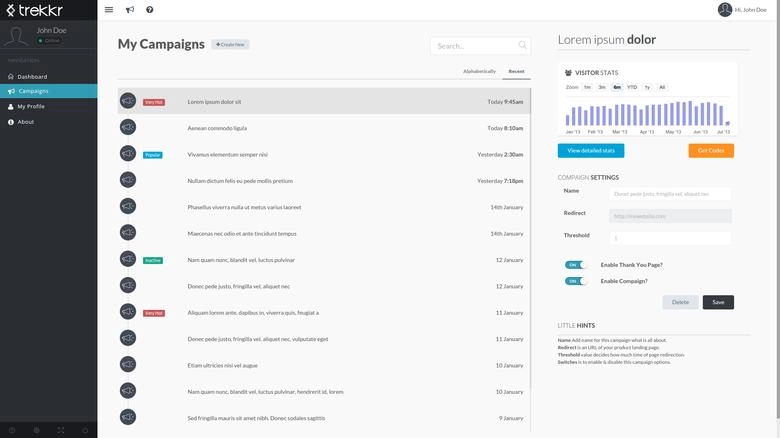 trekkr
Hi, John Doe
John Doe
Online
NAVIGATION
Dashboard
Campaigns
My Profile
About
My Campaigns
+ Create New
Search...
Alphabetically
Recent
Very Hot
Lorem ipsum dolor sit
Today 9:45am
Aenean commodo ligula
Today 8:10am
Popular
Vivamus elementum semper nisi
Yesterday 2:30am
Nullam dictum felis eu pede mollis pretium
Yesterday 7:18pm
Phasellus viverra nulla ut metus varius laoreet
14th January
Maecenas nec odio et ante tincidunt tempus
14th January
Inactive
Nam quam nunc, blandit vel, luctus pulvinar
12 January
Donec pede justo, fringilla vel, aliquet nec
12 January
Very Hot
Aliquam lorem ante, dapibus in, viverra quis, feugiat a
11 January
Donec pede justo, fringilla vel, aliquet nec, vulputate eget
11 January
Etiam ultricies nisi vel augue
10 January
Nam quam nunc, blandit vel, luctus pulvinar, hendrerit id, lorem
10 January
Sed fringilla mauris sit amet nibh. Donec sodales sagittis
9 January
Lorem ipsum dolor
VISITOR STATS
Zoom 1m 3m 6m YTD 1y All
Jan '13 Feb '13 Mar '13 Apr '13 May '13 Jun '13 Jul '13
View detailed stats
Get Codes
COMPAIGN SETTINGS
Name
Donec pede justo, fringilla vel, aliquet nec
Redirect
http://mywebsite.com
Threshold
ON
Enable Thank You Page?
ON
Enable Compaign?
Delete
Save
LITTLE HINTS
Name Add name for this campaign what is all about.
Redirect is an URL of your product landing page.
Threshold value decides how much time of page redirection.
Switches is to enable & disable this campaign options.